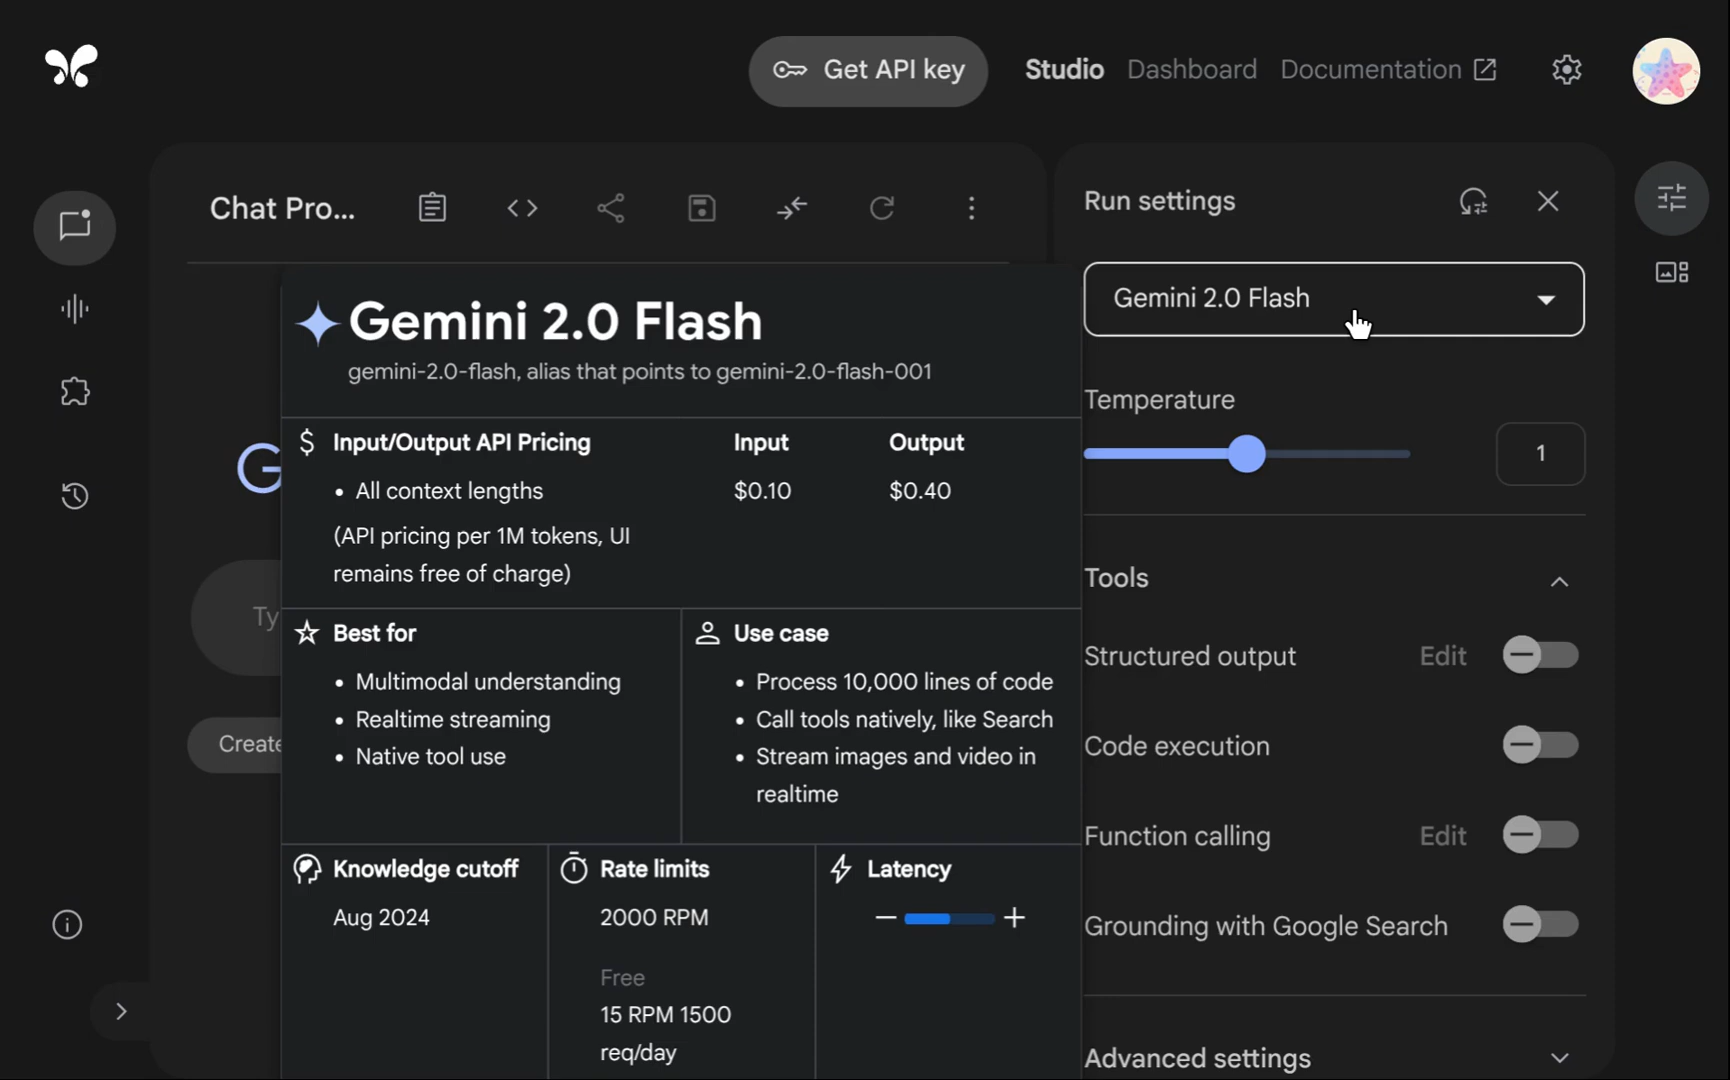 Get API key
Studio
Dashboard
Documentation
Chat Pro...
Run settings
Gemini 2.0 Flash
Gemini 2.0 Flash
gemini-2.0-flash, alias that points to gemini-2.0-flash-001
Temperature
1
$ Input/Output API Pricing Input Output
• All context lengths $0.10 $0.40
(API pricing per 1M tokens, UI
remains free of charge)
G
Ty
Create
Best for
• Multimodal understanding
• Realtime streaming
• Native tool use
Use case
• Process 10,000 lines of code
• Call tools natively, like Search
• Stream images and video in
realtime
Knowledge cutoff
Aug 2024
Rate limits
2000 RPM
Free
15 RPM 1500
req/day
Latency
Tools
Structured output Edit
Code execution
Function calling Edit
Grounding with Google Search
Advanced settings